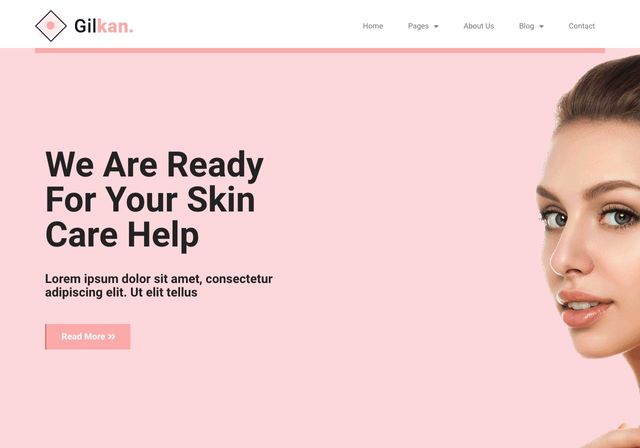 Gilkan.
Home Pages About Us Blog Contact
We Are Ready
For Your Skin
Care Help
Lorem ipsum dolor sit amet, consectetur
adipiscing elit. Ut elit tellus
Read More »